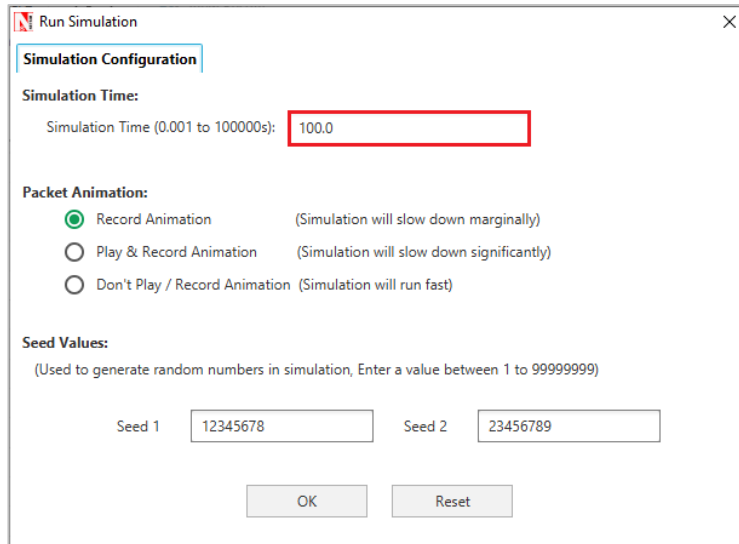 Run Simulation
Simulation Configuration
Simulation Time:
Simulation Time (0.001 to 100000s): 100.0
Packet Animation:
Record Animation (Simulation will slow down marginally)
Play & Record Animation (Simulation will slow down significantly)
Don't Play / Record Animation (Simulation will run fast)
Seed Values:
(Used to generate random numbers in simulation, Enter a value between 1 to 99999999)
Seed 1 12345678 Seed 2 23456789
OK Reset